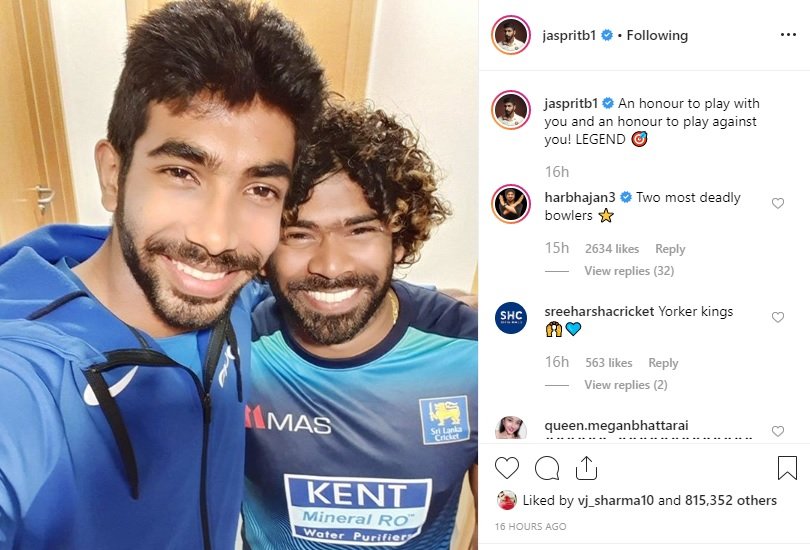 MAS
Sri Lanka
Cricket
KENT
Mineral RO™
Water Purifiers
jaspritb1 • Following
jaspritb1 An honour to play with
you and an honour to play against
you! LEGEND 🎯
16h
harbhajan3 Two most deadly
bowlers ⭐
15h 2634 likes Reply
View replies (32)
SHC
sreeharshacricket Yorker kings
🙌💙
16h 563 likes Reply
View replies (2)
queen.meganbhattarai
Liked by vj_sharma10 and 815,352 others
16 HOURS AGO